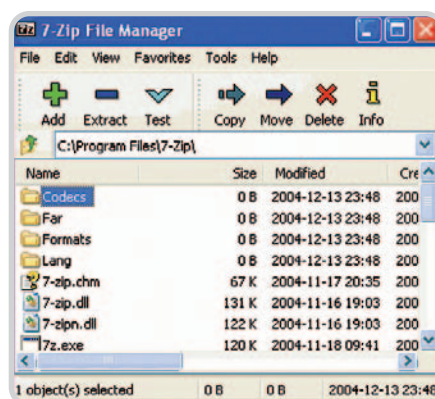 7-Zip File Manager
File Edit View Favorites Tools Help
Add Extract Test Copy Move Delete Info
C:\Program Files\7-Zip\
Name Size Modified Cre
Codecs 0 B 2004-12-13 23:48 200
Far 0 B 2004-12-13 23:48 200
Formats 0 B 2004-12-13 23:48 200
Lang 0 B 2004-12-13 23:48 200
7-zip.chm 67 K 2004-11-17 20:35 200
7-zip.dll 131 K 2004-11-16 19:03 200
7-zipn.dll 122 K 2004-11-16 19:03 200
7z.exe 120 K 2004-11-18 09:41 200
1 object(s) selected 0 B 0 B 2004-12-13 23:48